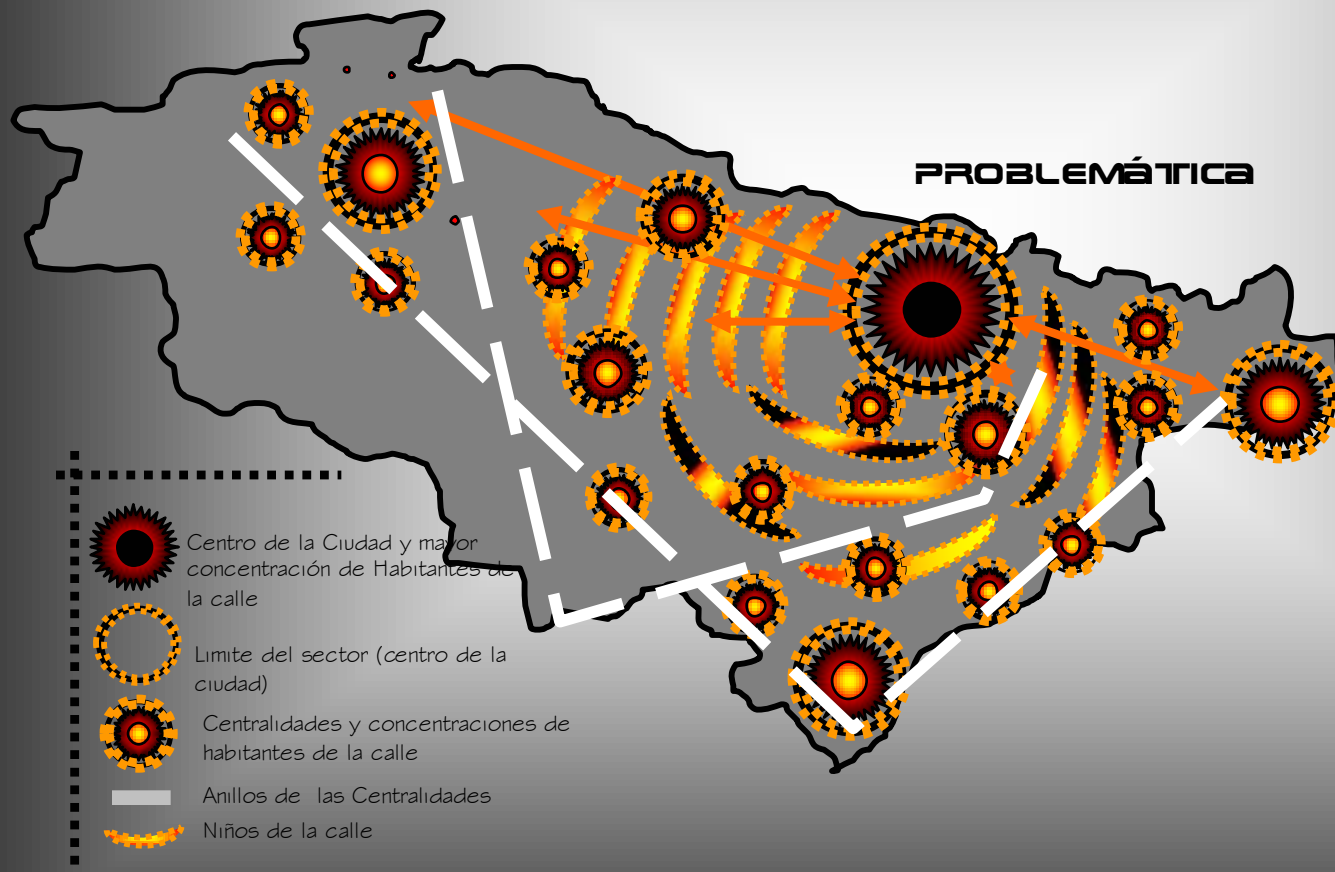 PROBLEMÁTICA
Centro de la Ciudad y mayor
concentración de Habitantes de
la calle
Limite del sector (centro de la
ciudad)
Centralidades y concentraciones de
habitantes de la calle
Anillos de las Centralidades
Niños de la calle